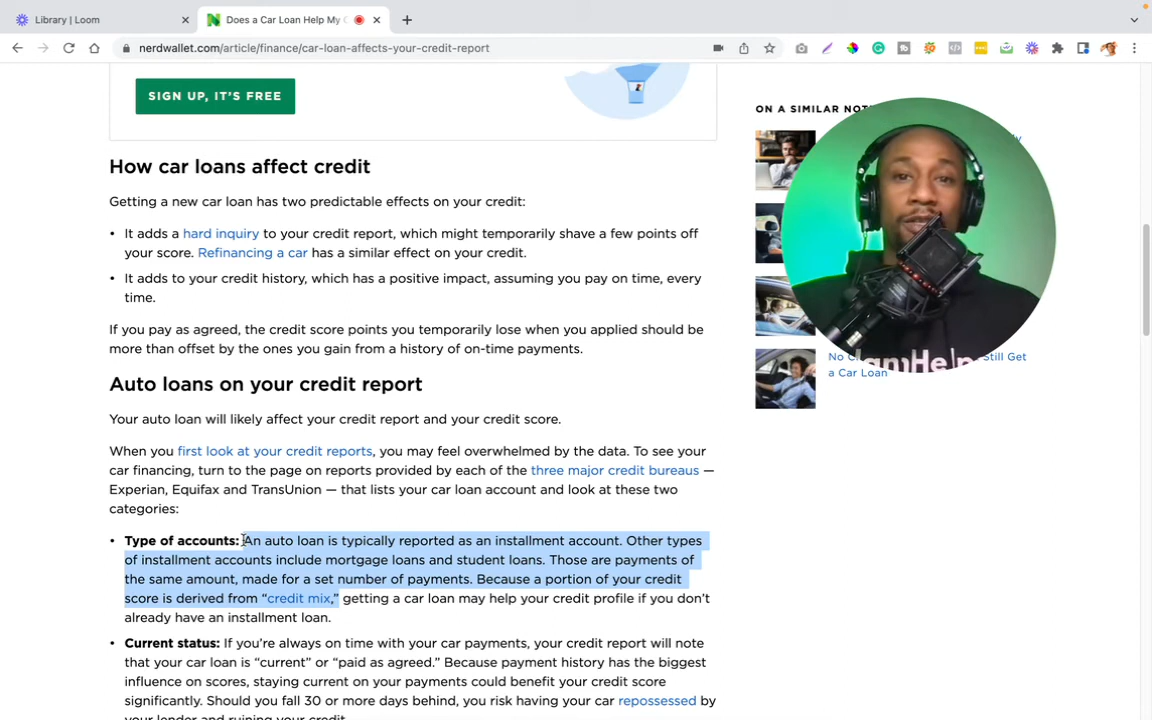 Library | Loom
Does a Car Loan Help My C
nerdwallet.com/article/finance/car-loan-affects-your-credit-report
SIGN UP, IT'S FREE
ON A SIMILAR NOT
How car loans affect credit
Getting a new car loan has two predictable effects on your credit:
• It adds a hard inquiry to your credit report, which might temporarily shave a few points off
your score. Refinancing a car has a similar effect on your credit.
• It adds to your credit history, which has a positive impact, assuming you pay on time, every
time.
If you pay as agreed, the credit score points you temporarily lose when you applied should be
more than offset by the ones you gain from a history of on-time payments.
No C
Still Get
a Car Loan
Auto loans on your credit report
Your auto loan will likely affect your credit report and your credit score.
When you first look at your credit reports, you may feel overwhelmed by the data. To see your
car financing, turn to the page on reports provided by each of the three major credit bureaus —
Experian, Equifax and TransUnion — that lists your car loan account and look at these two
categories:
• Type of accounts: An auto loan is typically reported as an installment account. Other types
of installment accounts include mortgage loans and student loans. Those are payments of
the same amount, made for a set number of payments. Because a portion of your credit
score is derived from “credit mix,” getting a car loan may help your credit profile if you don’t
already have an installment loan.
• Current status: If you’re always on time with your car payments, your credit report will note
that your car loan is “current” or “paid as agreed.” Because payment history has the biggest
influence on scores, staying current on your payments could benefit your credit score
significantly. Should you fall 30 or more days behind, you risk having your car repossessed by
your lender and ruining your credit.